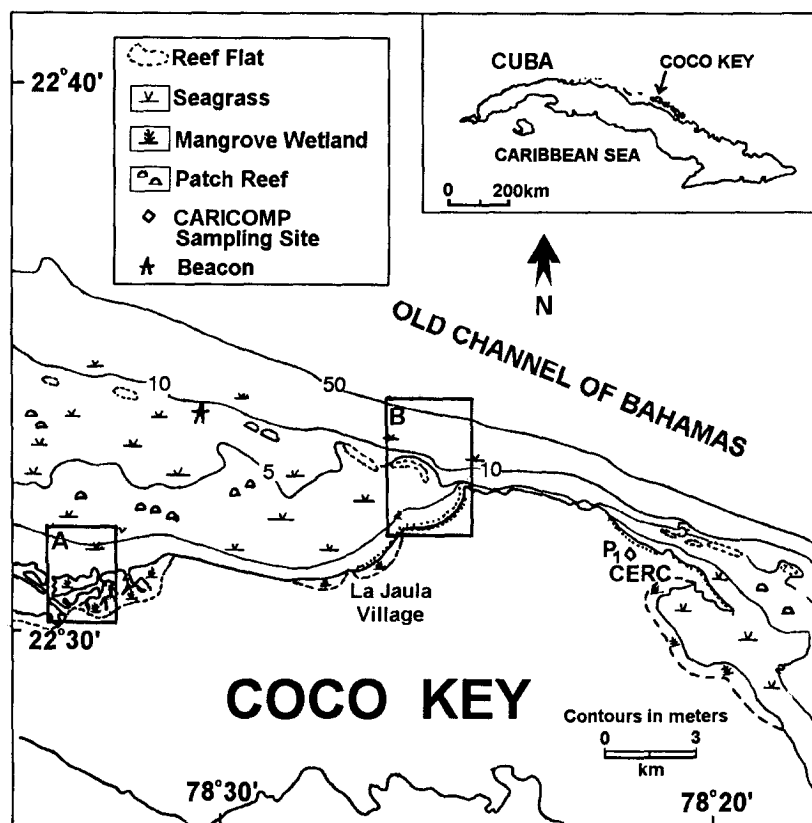 22°40'
Reef Flat
Seagrass
Mangrove Wetland
Patch Reef
CARICOMP
Sampling Site
Beacon
CUBA
COCO KEY
CARIBBEAN SEA
0 200km
N
OLD CHANNEL OF BAHAMAS
10
50
B
5
10
A
P1
CERC
La Jaula
Village
22°30'
COCO KEY
Contours in meters
0 3
km
78°30'
78°20'